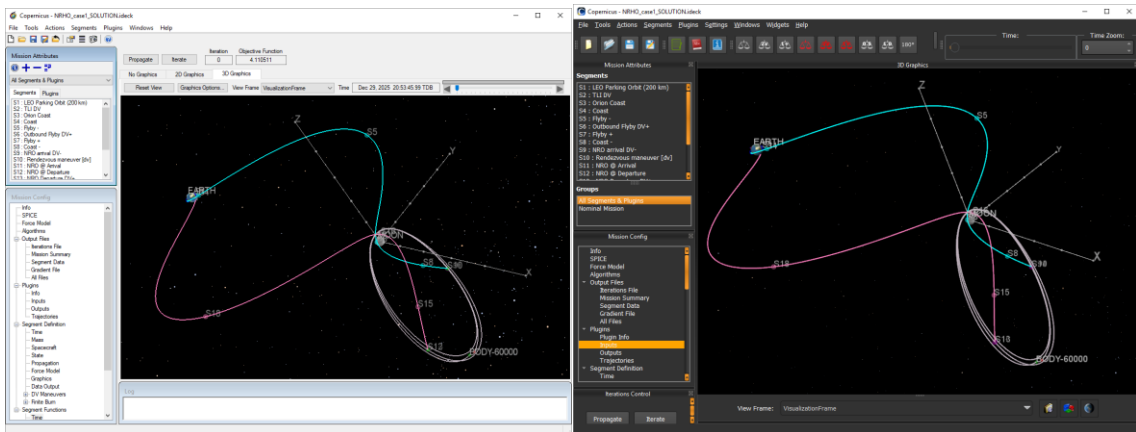 Copernicus - NRHO_case1_SOLUTION.ideck
File Tools Actions Segments Plugins Windows Help
Mission Attributes
All Segments & Plugins
Segments Plugins
S1 : LEO Parking Orbit (200 km)
S2 : TLI DV
S3 : Orion Coast
S4 : Coast
S5 : Flyby -
S6 : Outbound Flyby DV+
S7 : Flyby +
S8 : Coast -
S9 : NRO arrival DV-
S10 : Rendezvous maneuver [dv]
S11 : NRO @ Arrival
S12 : NRO @ Departure
S13 : NRO Departure DV+
Mission Config
Info
SPICE
Force Model
Algorithms
Output Files
Iterations File
Mission Summary
Segment Data
Gradient File
All Files
Plugins
Info
Inputs
Outputs
Trajectories
Segment Definition
Time
Mass
Spacecraft
State
Propagation
Force Model
Graphics
Data Output
DV Maneuvers
Finite Burn
Segment Functions
Time
Iteration Objective Function
Propagate Iterate 0 4.110511
No Graphics 2D Graphics 3D Graphics
Reset View Graphics Options... View Frame VisualizationFrame Time Dec 29, 2025 20:53:45.99 TDB
Z
S5
Y
EARTH
X
S8
S15
S18
BODY-60000
Log
Copernicus - NRHO_case1_SOLUTION.ideck
File Tools Actions Segments Plugins Settings Windows Widgets Help
Time: Time Zoom:
0
Mission Attributes
Segments
S1 : LEO Parking Orbit (200 km)
S2 : TLI DV
S3 : Orion Coast
S4 : Coast
S5 : Flyby -
S6 : Outbound Flyby DV+
S7 : Flyby +
S8 : Coast -
S9 : NRO arrival DV-
S10 : Rendezvous maneuver [dv]
S11 : NRO @ Arrival
S12 : NRO @ Departure
Groups
All Segments & Plugins
Nominal Mission
Mission Config
Info
SPICE
Force Model
Algorithms
Output Files
Iterations File
Mission Summary
Segment Data
Gradient File
All Files
Plugins
Plugin Info
Inputs
Outputs
Trajectories
Segment Definition
Time
Iterations Control
Propagate Iterate
3D Graphics
Z
S5
Y
EARTH
X
S8
S18
S15
BODY-60000
View Frame: VisualizationFrame